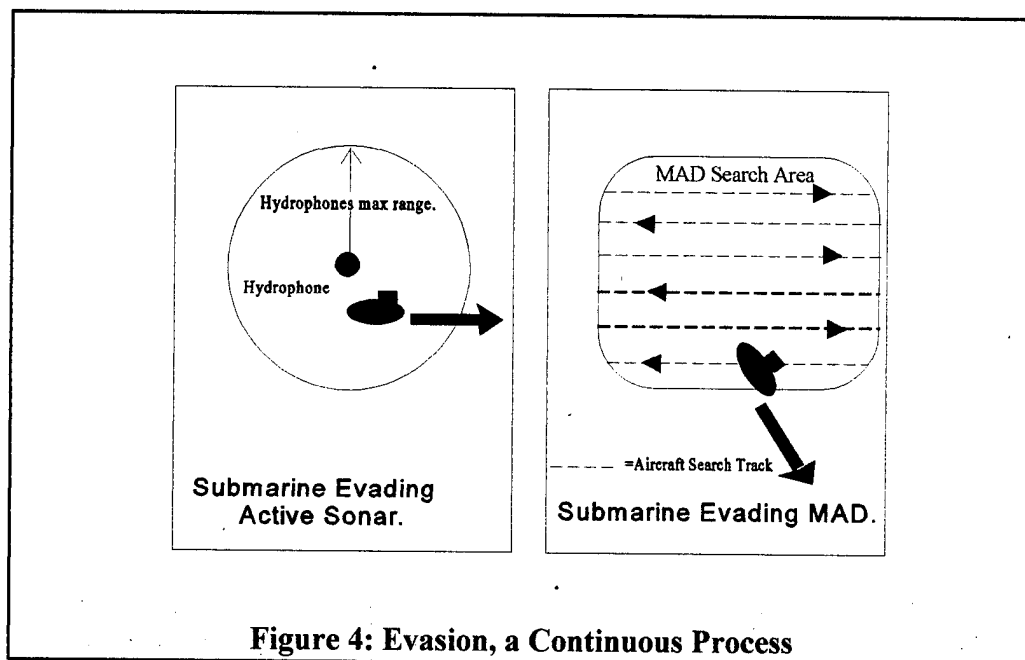 Hydrophones max range.
Hydrophone
Submarine Evading
Active Sonar.
MAD Search Area
=Aircraft Search Track
Submarine Evading MAD.
Figure 4: Evasion, a Continuous Process